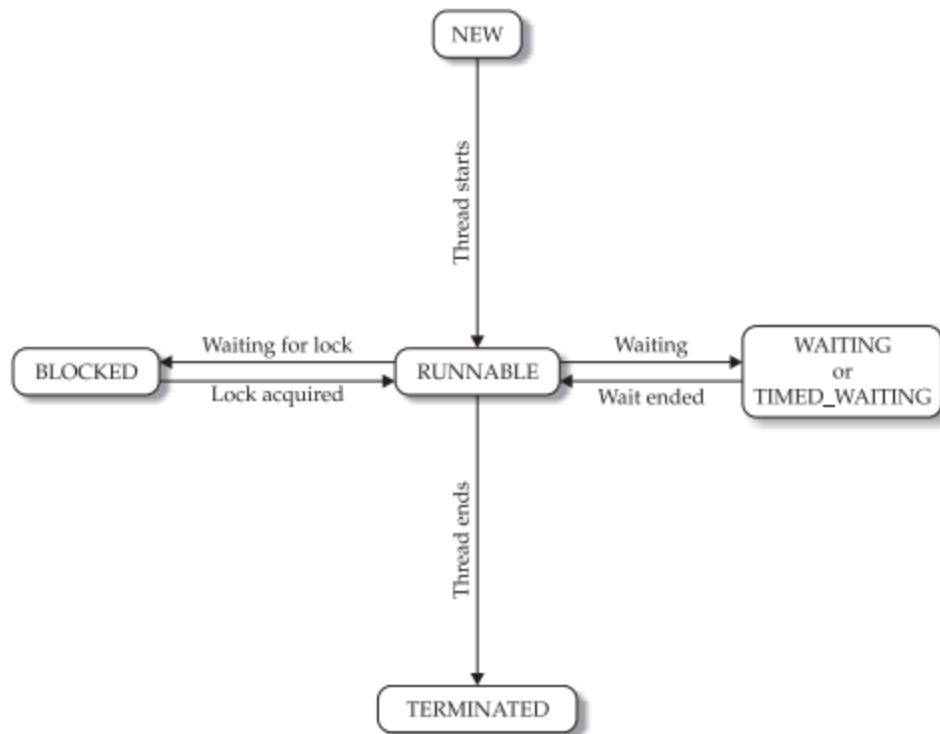 NEW
Thread starts
Waiting for lock
Waiting
BLOCKED
RUNNABLE
WAITING
or
TIMED_WAITING
Lock acquired
Wait ended
Thread ends
TERMINATED